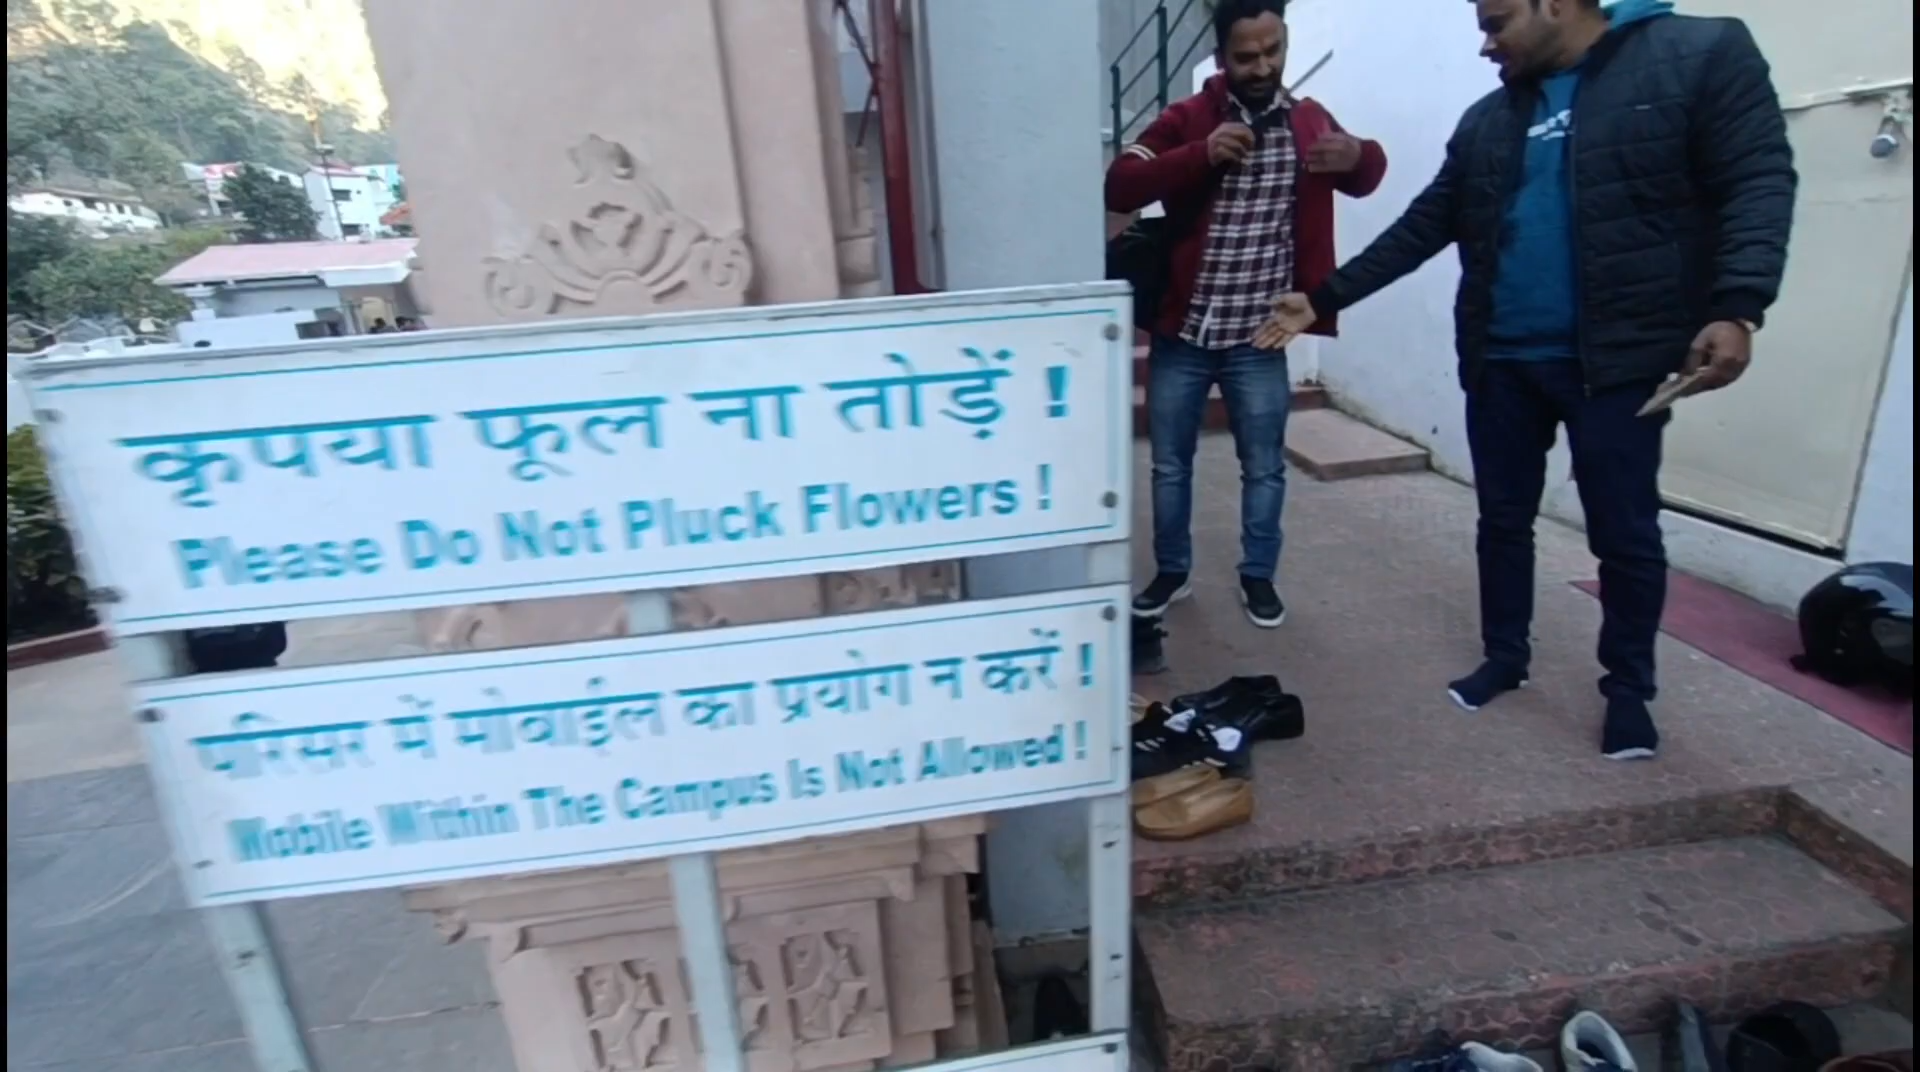 कृपया फूल ना तोड़ें !
Please Do Not Pluck Flowers !
परिसर में मोबाईल का प्रयोग न करें !
Mobile Within The Campus Is Not Allowed !